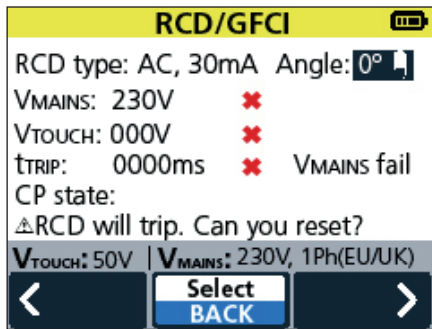 RCD/GFCI
RCD type: AC, 30mA Angle: 0°
VMAINS: 230V ✖
VTOUCH: 000V ✖
tTRIP: 0000ms ✖ VMAINS fail
CP state:
⚠RCD will trip. Can you reset?
VTOUCH: 50V | VMAINS: 230V, 1Ph(EU/UK)
< Select >
BACK